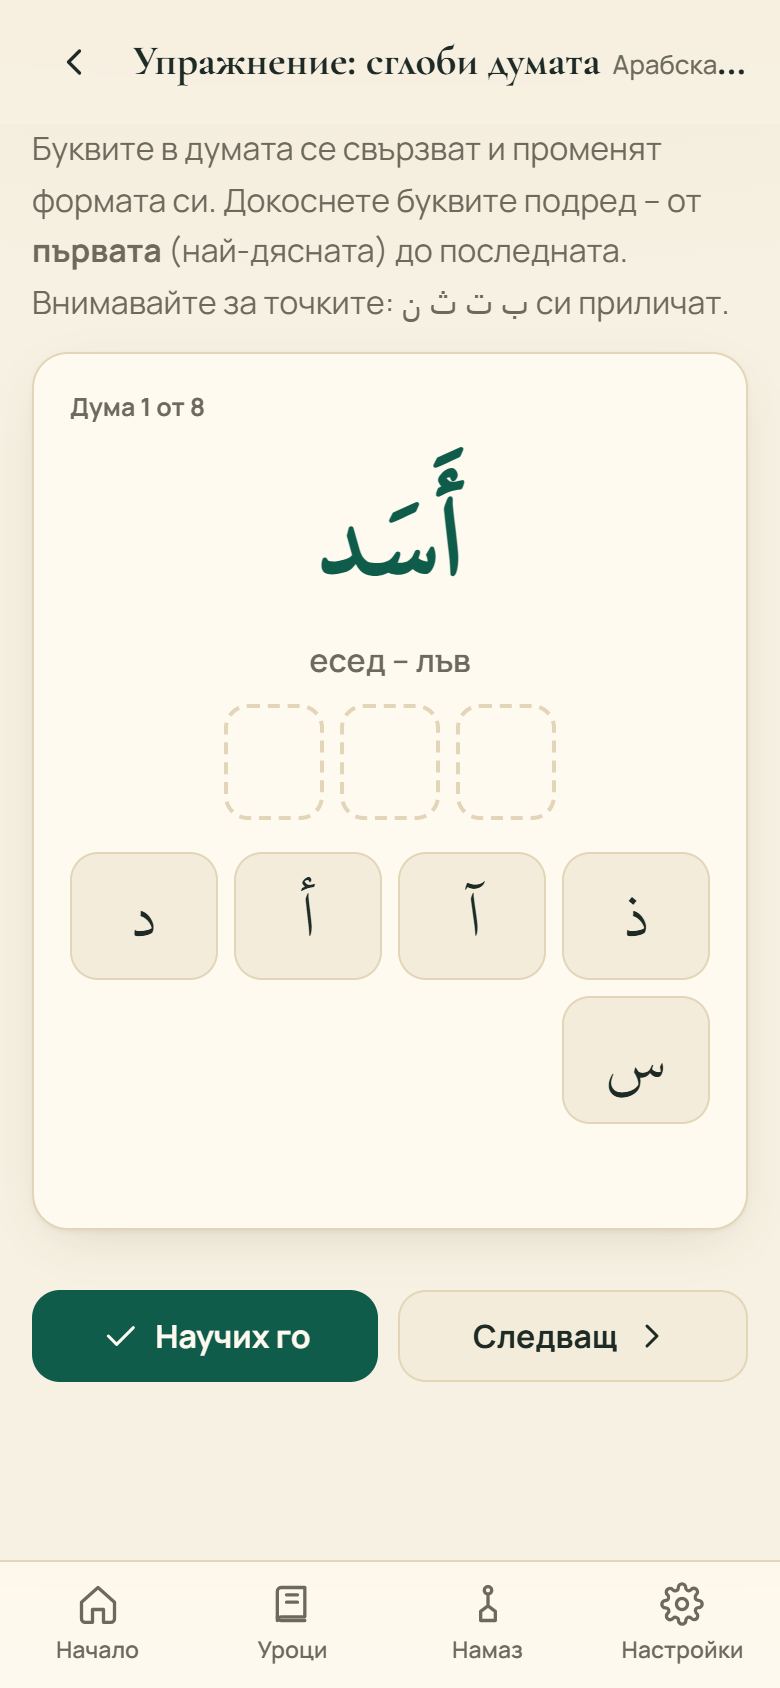 Упражнение: сглоби думата Арабска...
Буквите в думата се свързват и променят
формата си. Докоснете буквите подред – от
първата (най-дясната) до последната.
Внимавайте за точките: ب ت ث ن си приличат.
Дума 1 от 8
أَسَد
есед – лъв
ذ آ أ د
س
Научих го
Следващ
Начало
Уроци
Намаз
Настройки